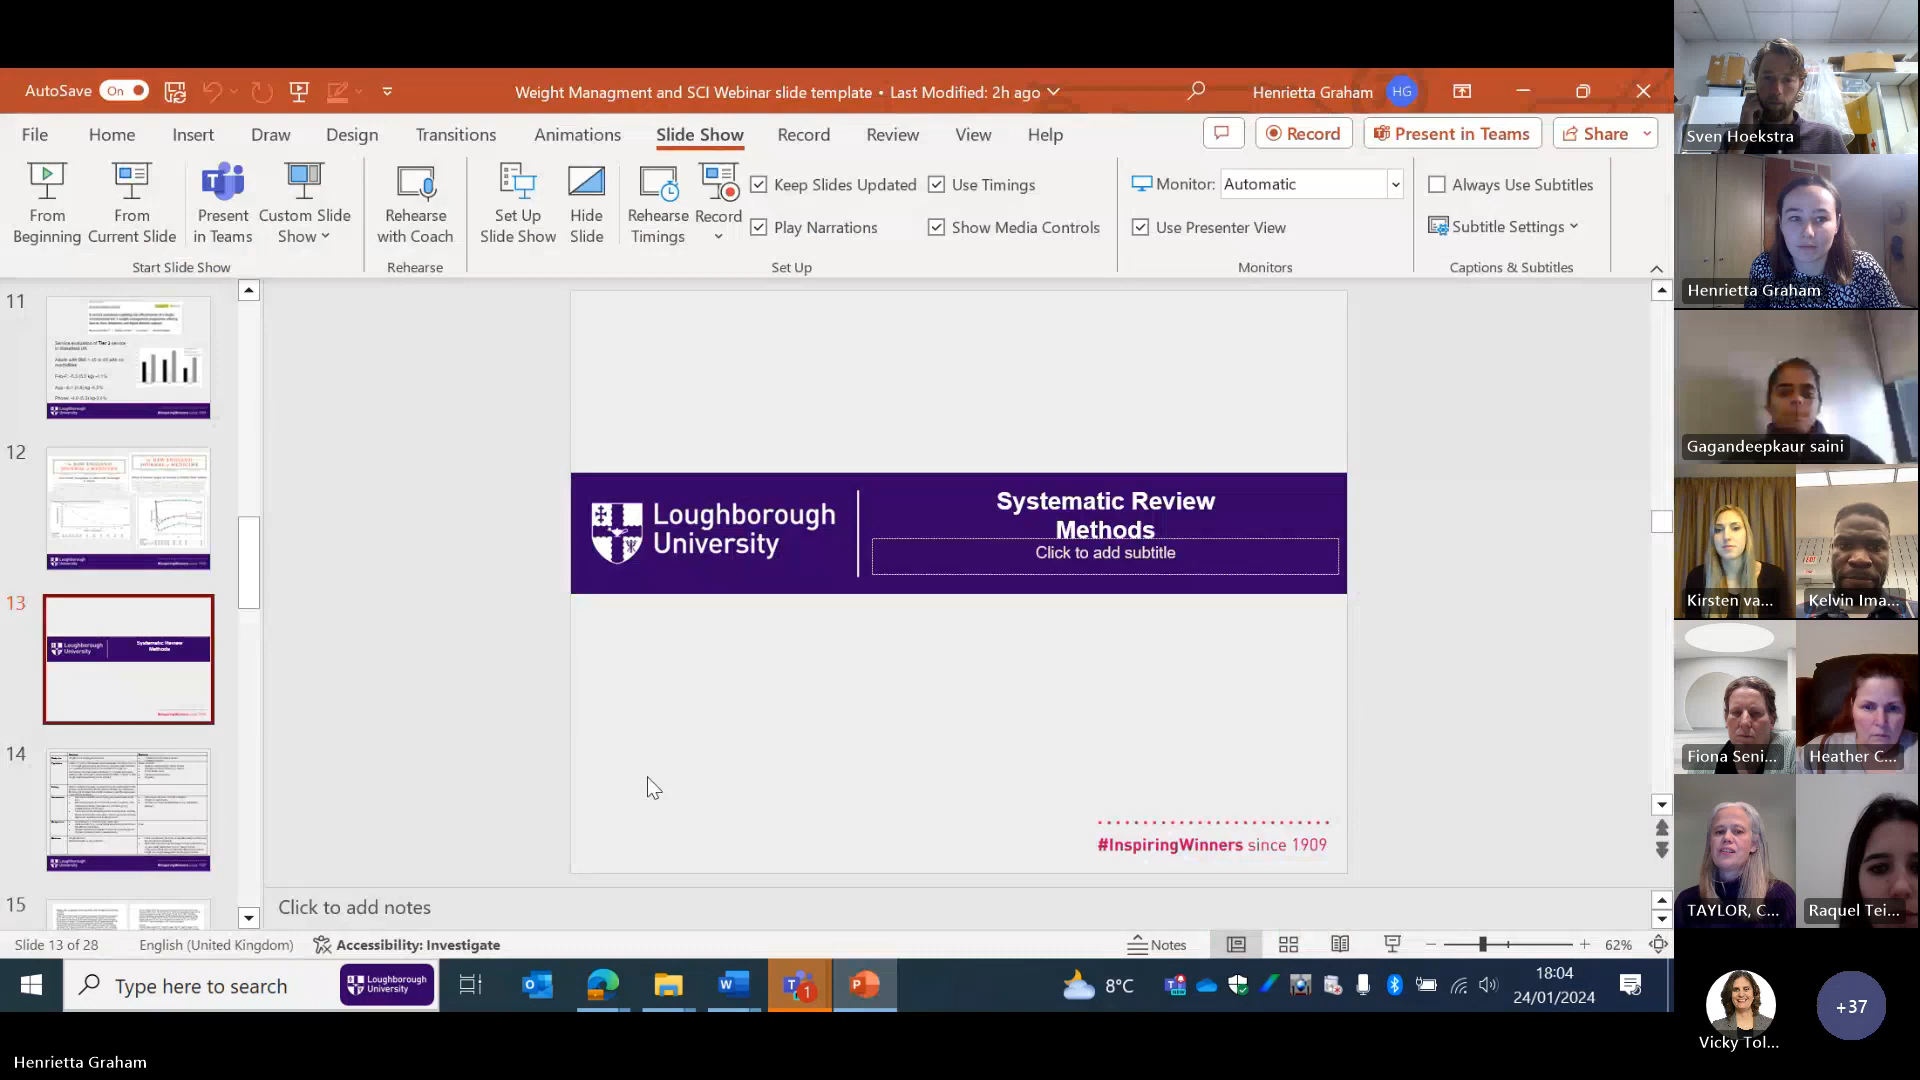 AutoSave On
Weight Managment and SCI Webinar slide template • Last Modified: 2h ago
Henrietta Graham HG
File Home Insert Draw Design Transitions Animations Slide Show Record Review View Help
Record Present in Teams Share
From Beginning
From Current Slide
Present in Teams
Custom Slide Show
Rehearse with Coach
Set Up Slide Show
Hide Slide
Rehearse Timings
Record
Keep Slides Updated
Use Timings
Play Narrations
Show Media Controls
Monitor: Automatic
Use Presenter View
Always Use Subtitles
Subtitle Settings
Start Slide Show
Rehearse
Set Up
Monitors
Captions & Subtitles
11
12
13
14
15
Loughborough
University
Systematic Review
Methods
Click to add subtitle
#InspiringWinners since 1909
Click to add notes
Slide 13 of 28
English (United Kingdom)
Accessibility: Investigate
Notes
62%
Type here to search
Loughborough
University
1
8°C
18:04
24/01/2024
Sven Hoekstra
Henrietta Graham
Gagandeepkaur saini
Kirsten va...
Kelvin Ima...
Fiona Seni...
Heather C...
TAYLOR, C...
Raquel Tei...
Vicky Tol...
+37
Henrietta Graham